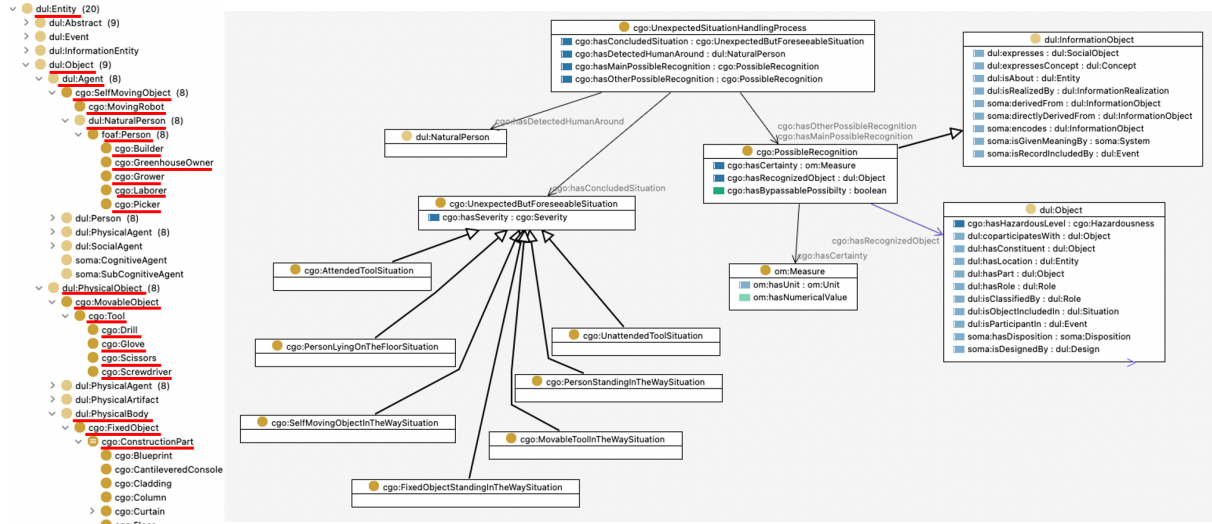 dul:Entity (20)
dul:Abstract (9)
dul:Event
dul:InformationEntity
dul:Object (9)
dul:Agent (8)
cgo:SelfMovingObject (8)
cgo:MovingRobot
dul:NaturalPerson (8)
foaf:Person (8)
cgo:Builder
cgo:GreenhouseOwner
cgo:Grower
cgo:Laborer
cgo:Picker
dul:Person (8)
dul:PhysicalAgent (8)
dul:SocialAgent
soma:CognitiveAgent
soma:SubCognitiveAgent
dul:PhysicalObject (8)
cgo:MovableObject
cgo:Tool
cgo:Drill
cgo:Glove
cgo:Scissors
cgo:Screwdriver
dul:PhysicalAgent (8)
dul:PhysicalArtifact
dul:PhysicalBody
cgo:FixedObject
cgo:ConstructionPart
cgo:Blueprint
cgo:CantileveredConsole
cgo:Cladding
cgo:Column
cgo:Curtain
cgo:UnexpectedSituationHandlingProcess
cgo:hasConcludedSituation : cgo:UnexpectedButForeseeableSituation
cgo:hasDetectedHumanAround : dul:NaturalPerson
cgo:hasMainPossibleRecognition : cgo:PossibleRecognition
cgo:hasOtherPossibleRecognition : cgo:PossibleRecognition
dul:InformationObject
dul:expresses : dul:SocialObject
dul:expressesConcept : dul:Concept
dul:isAbout : dul:Entity
dul:isRealizedBy : dul:InformationRealization
soma:derivedFrom : dul:InformationObject
soma:directlyDerivedFrom : dul:InformationObject
soma:encodes : dul:InformationObject
soma:isGivenMeaningBy : soma:System
soma:isRecordIncludedBy : dul:Event
cgo:hasDetectedHumanAround
dul:NaturalPerson
cgo:hasOtherPossibleRecognition
cgo:hasMainPossibleRecognition
cgo:PossibleRecognition
cgo:hasCertainty : om:Measure
cgo:hasRecognizedObject : dul:Object
cgo:hasBypassablePossibilty : boolean
cgo:hasConcludedSituation
cgo:UnexpectedButForeseeableSituation
cgo:hasSeverity : cgo:Severity
dul:Object
cgo:hasHazardousLevel : cgo:Hazardousness
dul:coparticipatesWith : dul:Object
dul:hasConstituent : dul:Object
dul:hasLocation : dul:Entity
dul:hasPart : dul:Object
dul:hasRole : dul:Role
dul:isClassifiedBy : dul:Role
dul:isObjectIncludedIn : dul:Situation
dul:isParticipantIn : dul:Event
soma:hasDisposition : soma:Disposition
soma:isDesignedBy : dul:Design
cgo:hasRecognizedObject
cgo:hasCertainty
om:Measure
om:hasUnit : om:Unit
om:hasNumericalValue
cgo:AttendedToolSituation
cgo:UnattendedToolSituation
cgo:PersonLyingOnTheFloorSituation
cgo:PersonStandingInTheWaySituation
cgo:SelfMovingObjectInTheWaySituation
cgo:MovableToolInTheWaySituation
cgo:FixedObjectStandingInTheWaySituation